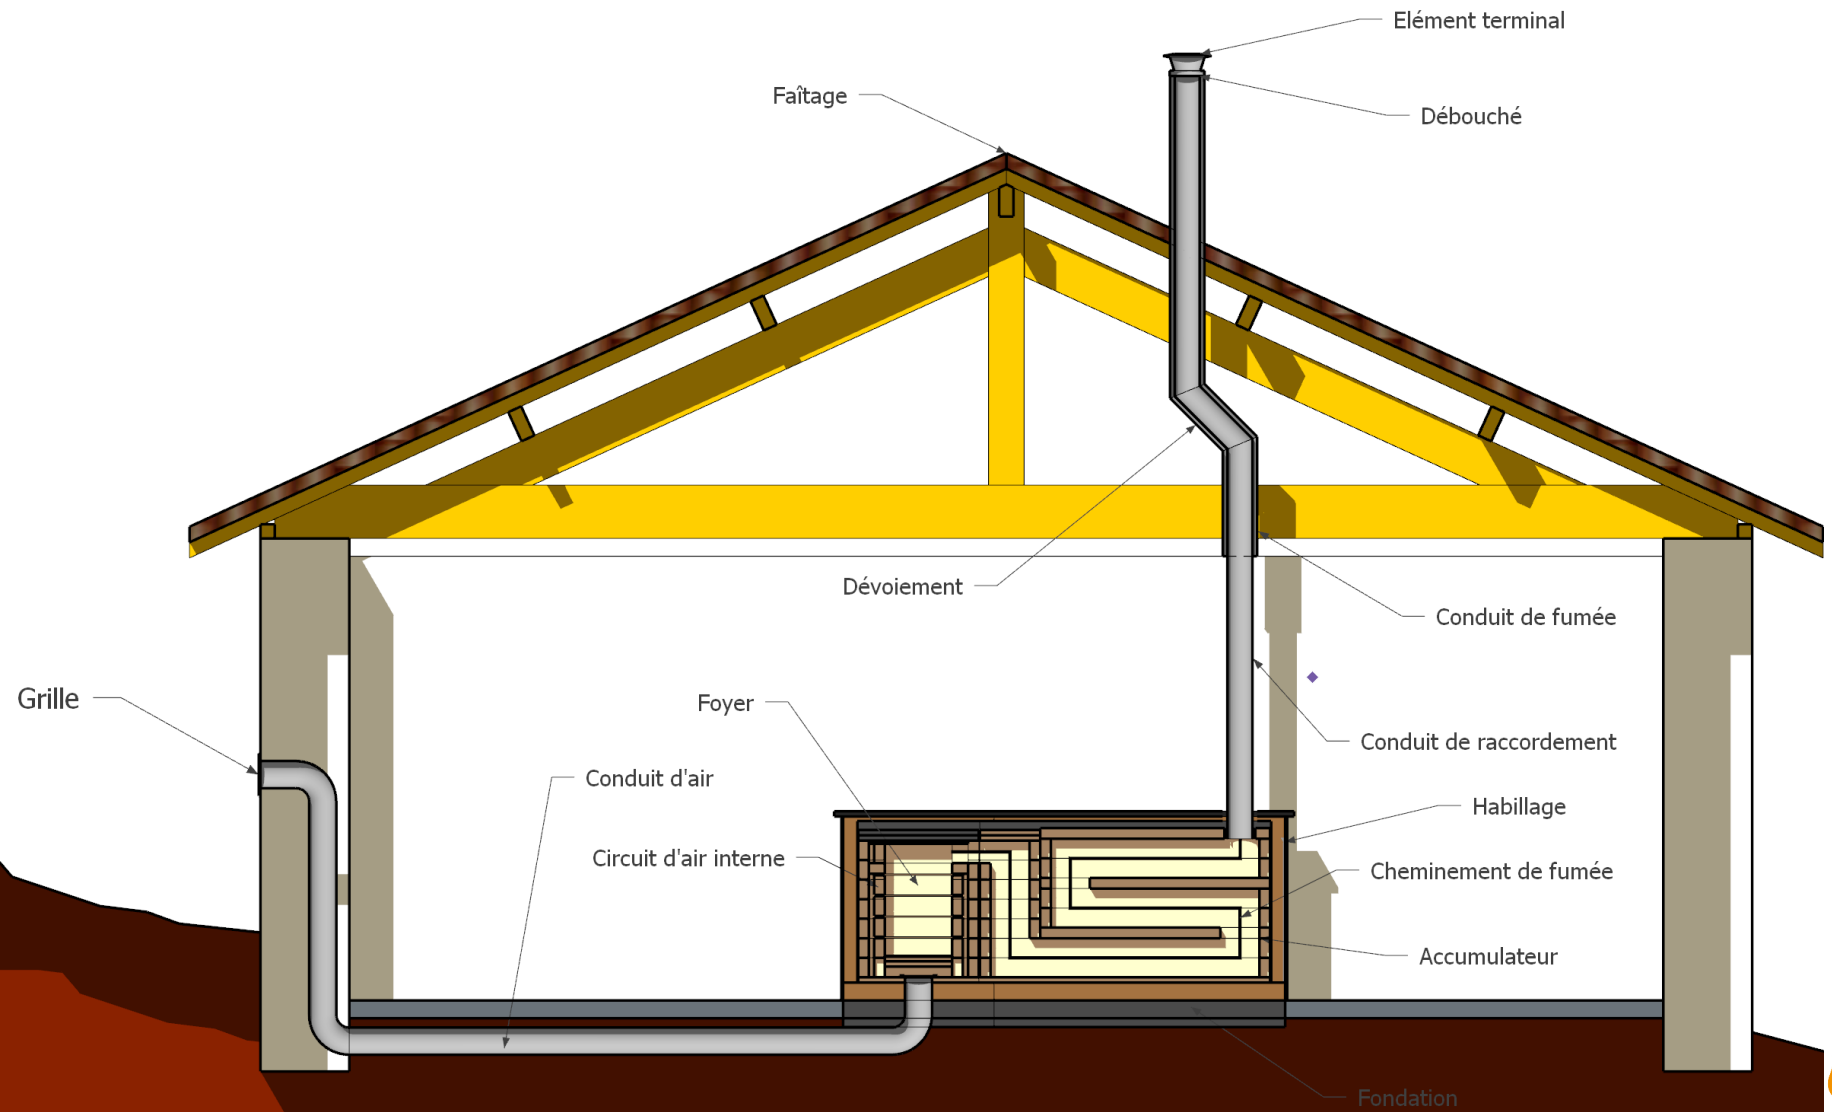 Elément terminal
Faîtage
Débouché
Dévoiement
Conduit de fumée
Grille
Foyer
Conduit de raccordement
Conduit d'air
Habillage
Circuit d'air interne
Cheminement de fumée
Accumulateur
Fondation